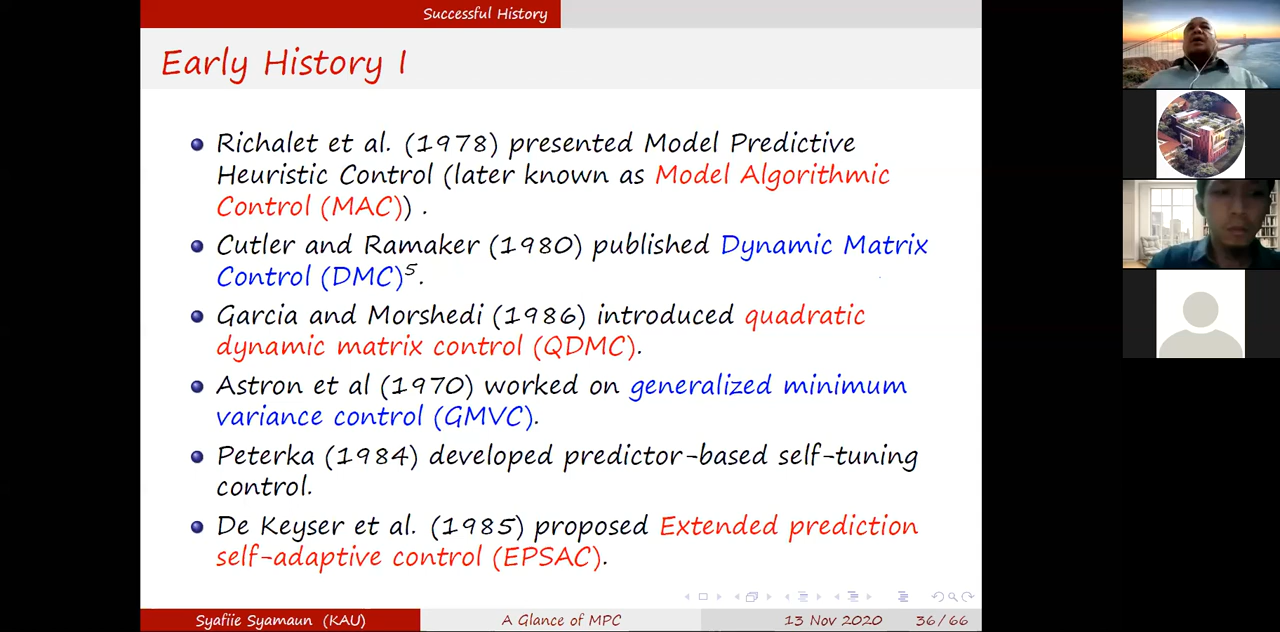 Successful History
Early History I
Richalet et al. (1978) presented Model Predictive
Heuristic Control (later known as Model Algorithmic
Control (MAC)) .
Cutler and Ramaker (1980) published Dynamic Matrix
Control (DMC)5.
Garcia and Morshedi (1986) introduced quadratic
dynamic matrix control (QDMC).
Astron et al (1970) worked on generalized minimum
variance control (GMVC).
Peterka (1984) developed predictor-based self-tuning
control.
De Keyser et al. (1985) proposed Extended prediction
self-adaptive control (EPSAC).
Syafiie Syamaun (KAU)
A Glance of MPC
13 Nov 2020
36/66